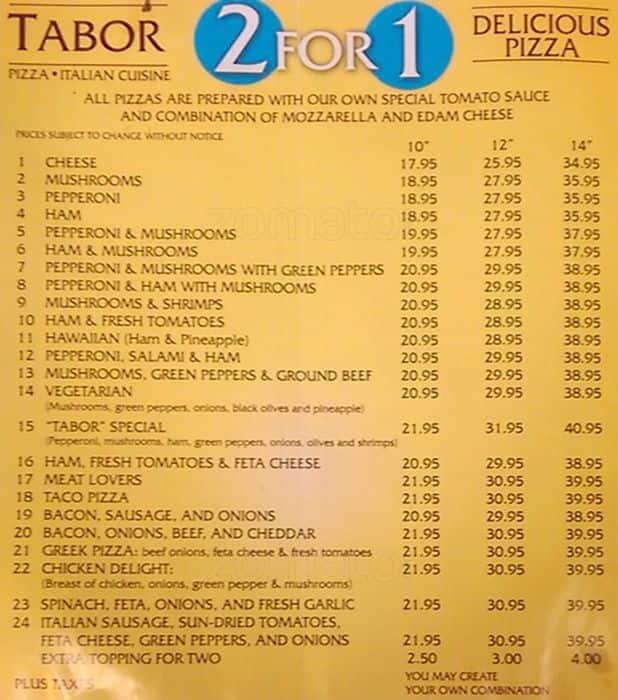 TABOR
PIZZA • ITALIAN CUISINE
2 FOR 1
DELICIOUS
PIZZA
ALL PIZZAS ARE PREPARED WITH OUR OWN SPECIAL TOMATO SAUCE
AND COMBINATION OF MOZZARELLA AND EDAM CHEESE
PRICES SUBJECT TO CHANGE WITHOUT NOTICE
10" 12" 14"
1 CHEESE 17.95 25.95 34.95
2 MUSHROOMS 18.95 27.95 35.95
3 PEPPERONI 18.95 27.95 35.95
4 HAM 18.95 27.95 35.95
5 PEPPERONI & MUSHROOMS 19.95 27.95 37.95
6 HAM & MUSHROOMS 19.95 27.95 37.95
7 PEPPERONI & MUSHROOMS WITH GREEN PEPPERS 20.95 29.95 38.95
8 PEPPERONI & HAM WITH MUSHROOMS 20.95 29.95 38.95
9 MUSHROOMS & SHRIMPS 20.95 28.95 38.95
10 HAM & FRESH TOMATOES 20.95 28.95 38.95
11 HAWAIIAN (Ham & Pineapple) 20.95 28.95 38.95
12 PEPPERONI, SALAMI & HAM 20.95 29.95 38.95
13 MUSHROOMS, GREEN PEPPERS & GROUND BEEF 20.95 29.95 38.95
14 VEGETARIAN 20.95 29.95 38.95
(Mushrooms, green peppers, onions, black olives and pineapple)
15 "TABOR" SPECIAL 21.95 31.95 40.95
(Pepperoni, mushrooms, ham, green peppers, onions, olives and shrimps)
16 HAM, FRESH TOMATOES & FETA CHEESE 20.95 29.95 38.95
17 MEAT LOVERS 21.95 30.95 39.95
18 TACO PIZZA 21.95 30.95 39.95
19 BACON, SAUSAGE, AND ONIONS 20.95 29.95 38.95
20 BACON, ONIONS, BEEF, AND CHEDDAR 21.95 30.95 39.95
21 GREEK PIZZA: beef onions, feta cheese & fresh tomatoes 21.95 30.95 39.95
22 CHICKEN DELIGHT: 21.95 30.95 39.95
(Breast of chicken, onions, green pepper & mushrooms)
23 SPINACH, FETA, ONIONS, AND FRESH GARLIC 21.95 30.95 39.95
24 ITALIAN SAUSAGE, SUN-DRIED TOMATOES,
FETA CHEESE, GREEN PEPPERS, AND ONIONS 21.95 30.95 39.95
EXTRA TOPPING FOR TWO 2.50 3.00 4.00
PLUS TAXES
YOU MAY CREATE
YOUR OWN COMBINATION
zomato
zomato
zomato